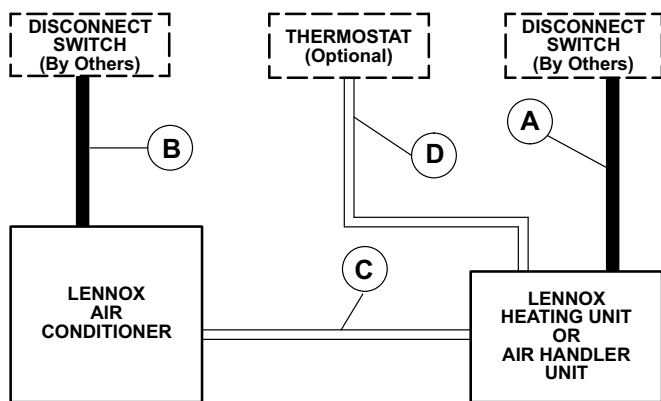 DISCONNECT
SWITCH
(By Others)
THERMOSTAT
(Optional)
DISCONNECT
SWITCH
(By Others)
B
D
A
C
LENNOX
AIR
CONDITIONER
LENNOX
HEATING UNIT
OR
AIR HANDLER
UNIT